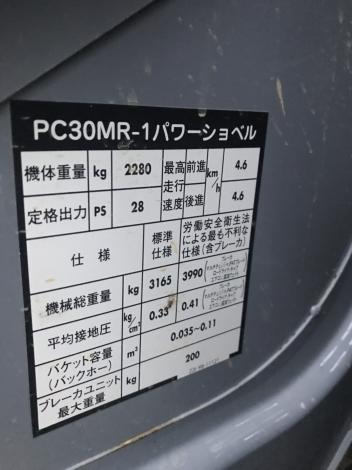 PC30MR-1パワーショベル
機体重量 kg 2280 最高走行速度 前進 km/h 4.6
定格出力 PS 28 後進 4.6
仕様 標準仕様 労働安全衛生法による最も不利な仕様(含ブレーカ)
機械総重量 kg 3165 3990
平均接地圧 kg/cm² 0.33 0.41
バケット容量(バックホー) m³ 0.035~0.11
ブレーカユニット最大重量 kg 200